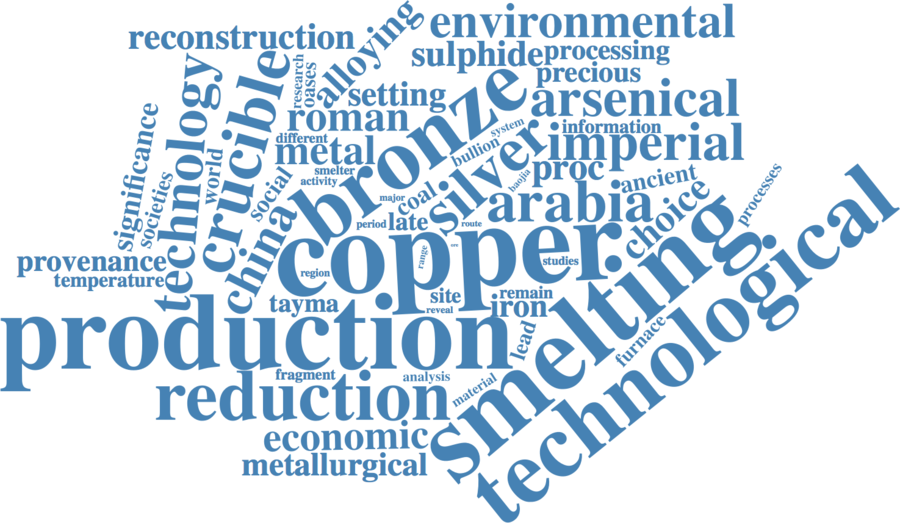 environmental
reconstruction
alloying
sulphide
processing
precious
technology
crucible
research
oases
setting
bronze
arsenical
roman
different
metal
smelter
activity
system
bullion
information
imperial
silver
proc
baojia
ancient
significance
societies
world
social
china
major
coal
arabia
choice
processes
period
late
route
copper
range
ore
studies
region
provenance
temperature
tayma
site
reveal
remain
iron
smelting
technological
production
lead
furnace
fragment
analysis
material
reduction
economic
metallurgical